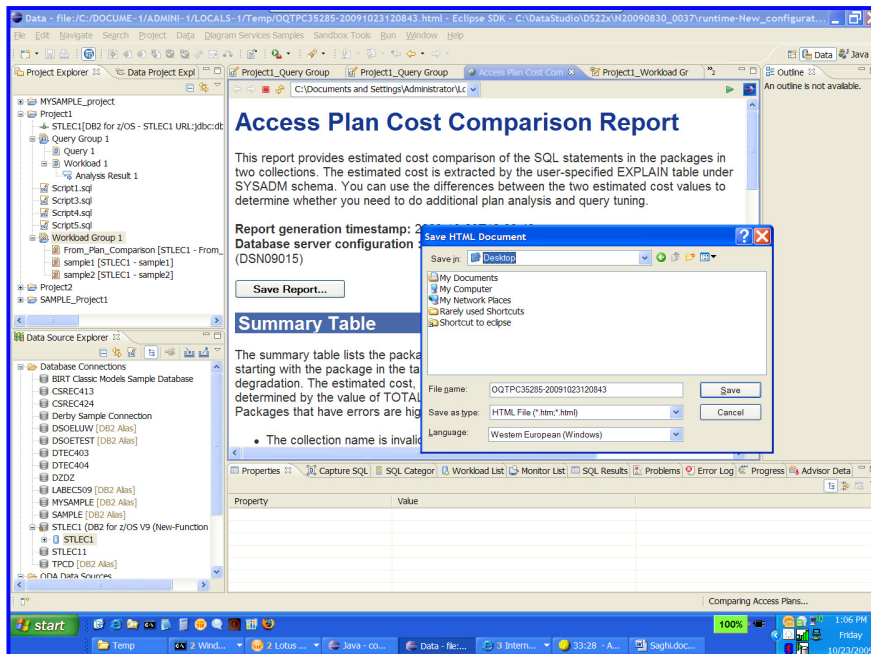 Data - file:/C:/DOCUME~1/ADMINI~1/LOCALS~1/Temp/OQTPC35285-20091023120843.html - Eclipse SDK - C:\DataStudio\DS22x\N20090830_0037\runtime-New_configurat...
File Edit Navigate Search Project Data Diagram Services Samples Sandbox Tools Run Window Help
Data Java
Project Explorer Data Project Expl
MYSAMPLE_project
Project1
STLEC1[DB2 for z/OS - STLEC1 URL:jdbc:db
Query Group 1
Query 1
Workload 1
Analysis Result 1
Script1.sql
Script3.sql
Script4.sql
Script5.sql
Workload Group 1
From_Plan_Comparison [STLEC1 - From_
sample1 [STLEC1 - sample1]
sample2 [STLEC1 - sample2]
Project2
SAMPLE_Project1
Data Source Explorer
Database Connections
BIRT Classic Models Sample Database
CSREC413
CSREC424
Derby Sample Connection
DSOELUW [DB2 Alias]
DSOETEST [DB2 Alias]
DTEC403
DTEC404
DZDZ
LABEC509 [DB2 Alias]
MYSAMPLE [DB2 Alias]
SAMPLE [DB2 Alias]
STLEC1 (DB2 for z/OS V9 (New-Function
STLEC1
STLEC11
TPCD [DB2 Alias]
ODA Data Sources
Project1_Query Group Project1_Query Group Access Plan Cost Com Project1_Workload Gr 2
C:\Documents and Settings\Administrator\Lc
Access Plan Cost Comparison Report
This report provides estimated cost comparison of the SQL statements in the packages in
two collections. The estimated cost is extracted by the user-specified EXPLAIN table under
SYSADM schema. You can use the differences between the two estimated cost values to
determine whether you need to do additional plan analysis and query tuning.
Report generation timestamp:
Database server configuration :
(DSN09015)
Save Report...
Summary Table
The summary table lists the packa
starting with the package in the ta
degradation. The estimated cost,
determined by the value of TOTAL
Packages that have errors are hig
The collection name is invalid
Save HTML Document
Save in: Desktop
My Documents
My Computer
My Network Places
Rarely used Shortcuts
Shortcut to eclipse
File name: OQTPC35285-20091023120843 Save
Save as type: HTML File (*.htm;*.html) Cancel
Language: Western European (Windows)
Outline
An outline is not available.
Properties Capture SQL SQL Categor Workload List Monitor List SQL Results Problems Error Log Progress Advisor Deta
Property Value
Comparing Access Plans...
start
100%
1:06 PM
Friday
10/23/2009
Temp 2 Wind... 2 Lotus ... Java - co... Data - file:... 3 Intern... 33:28 - A... Saghi.doc...